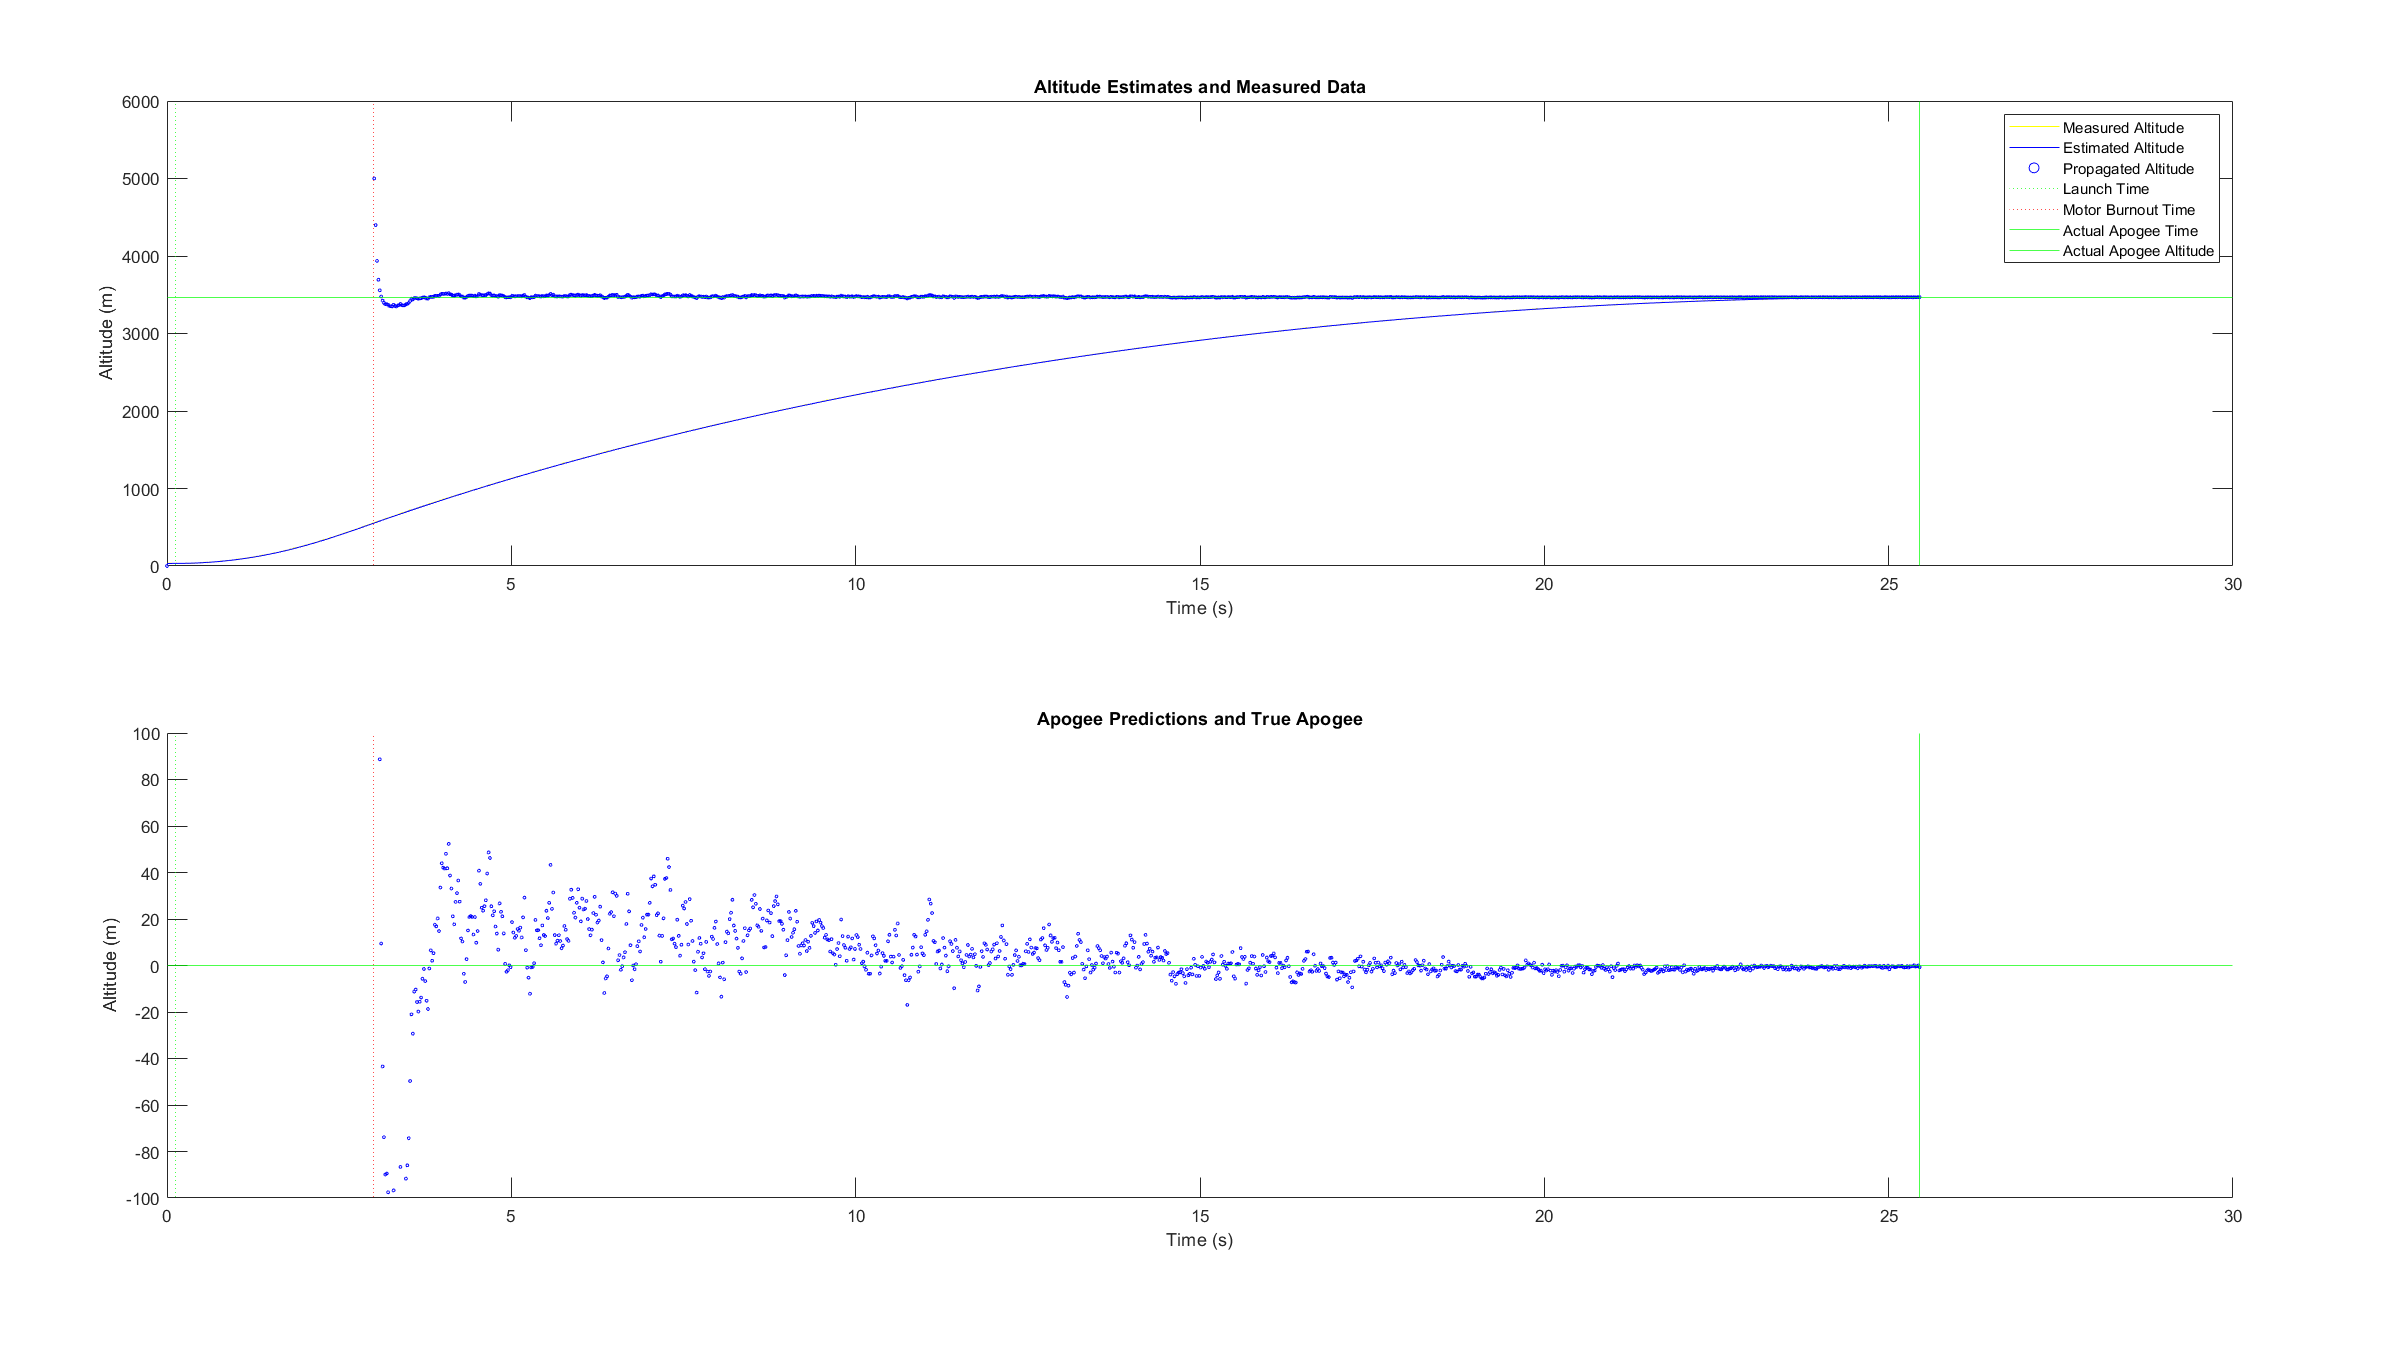 Altitude Estimates and Measured Data
6000
5000
4000
3000
2000
1000
0
Altitude (m)
0 5 10 15 20 25 30
Time (s)
Measured Altitude
Estimated Altitude
Propagated Altitude
Launch Time
Motor Burnout Time
Actual Apogee Time
Actual Apogee Altitude
Apogee Predictions and True Apogee
100
80
60
40
20
0
-20
-40
-60
-80
-100
Altitude (m)
0 5 10 15 20 25 30
Time (s)